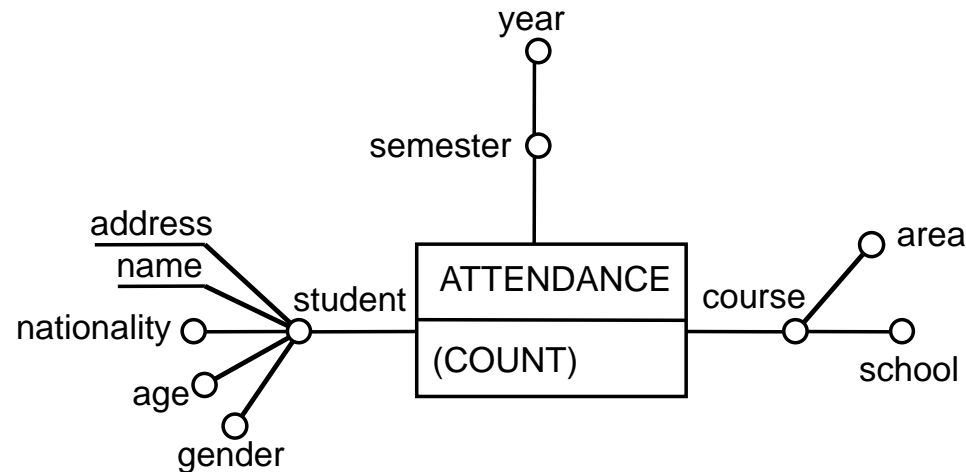 year
semester
address
name
nationality
age
gender
student
ATTENDANCE
(COUNT)
course
area
school